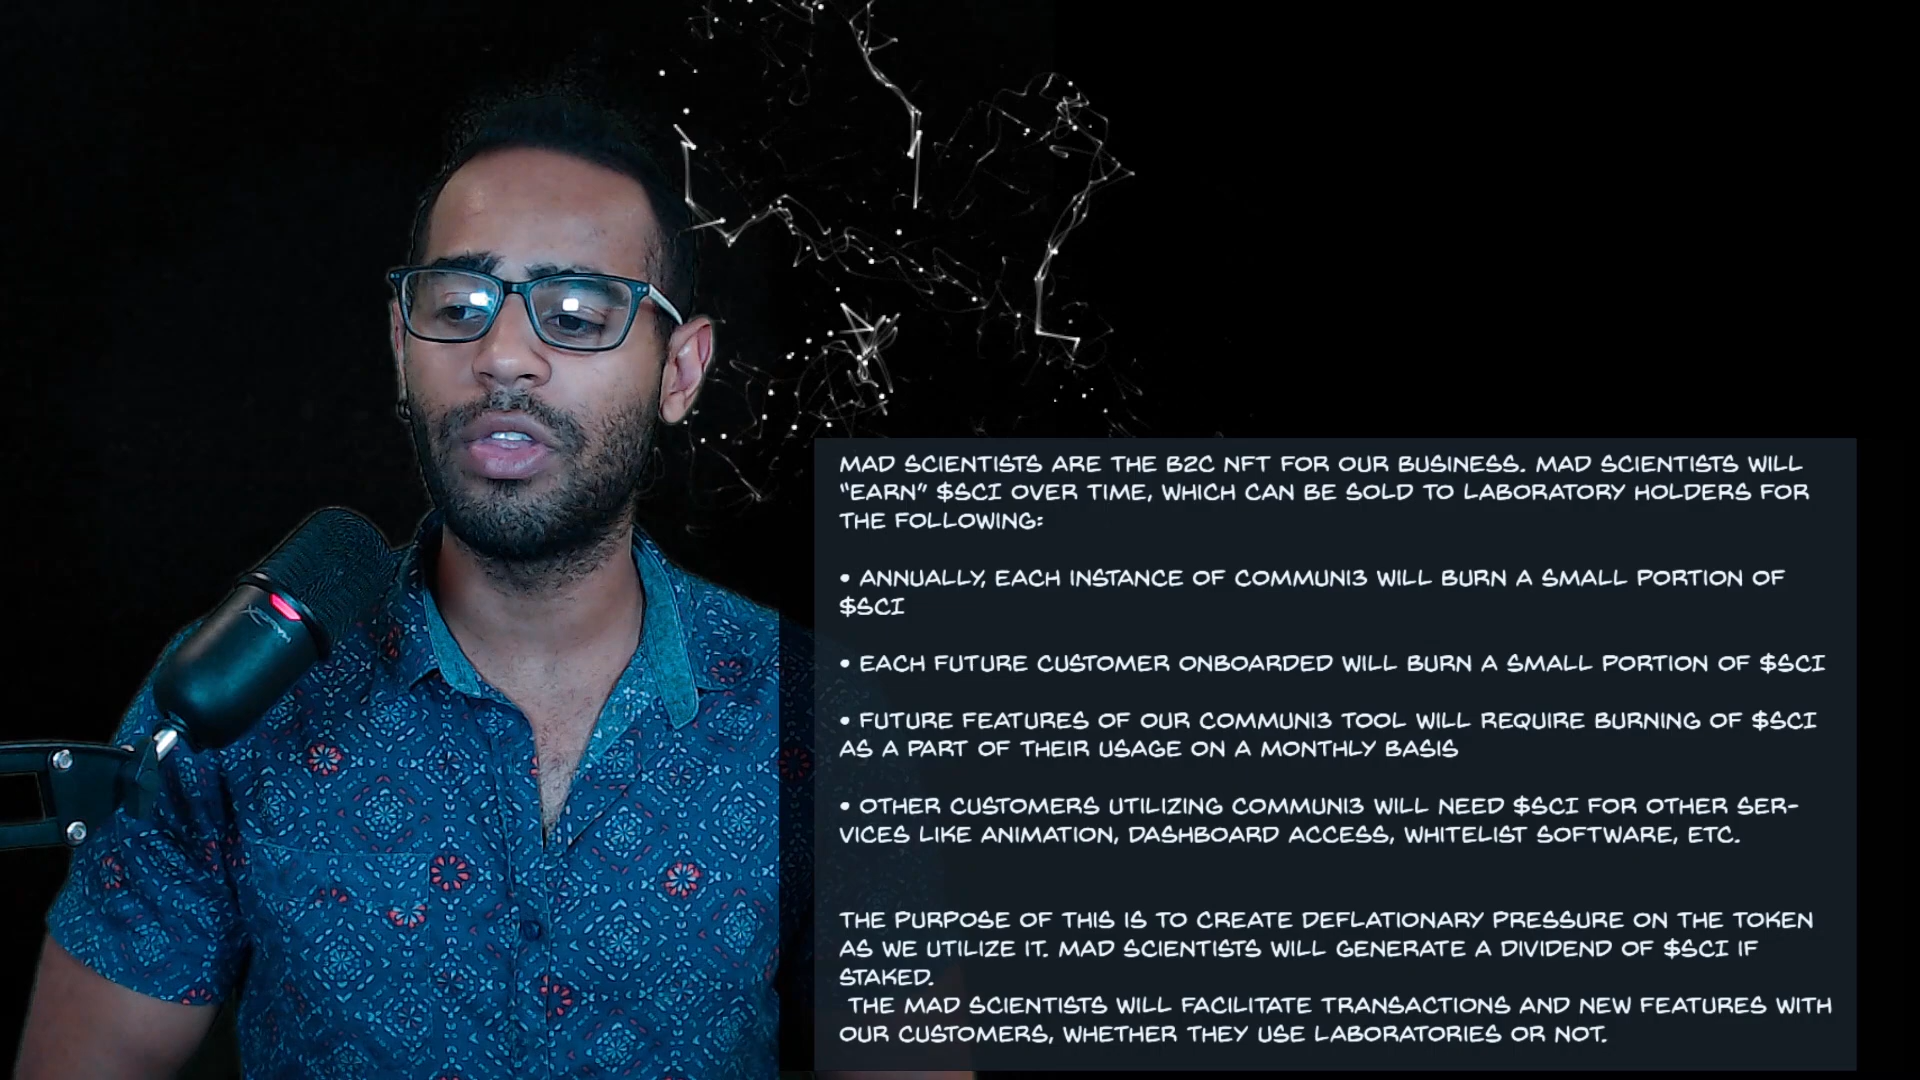 MAD SCIENTISTS ARE THE B2C NFT FOR OUR BUSINESS. MAD SCIENTISTS WILL
"EARN" $SCI OVER TIME, WHICH CAN BE SOLD TO LABORATORY HOLDERS FOR
THE FOLLOWING:
• ANNUALLY, EACH INSTANCE OF COMMUNI3 WILL BURN A SMALL PORTION OF
$SCI
• EACH FUTURE CUSTOMER ONBOARDED WILL BURN A SMALL PORTION OF $SCI
• FUTURE FEATURES OF OUR COMMUNI3 TOOL WILL REQUIRE BURNING OF $SCI
AS A PART OF THEIR USAGE ON A MONTHLY BASIS
• OTHER CUSTOMERS UTILIZING COMMUNI3 WILL NEED $SCI FOR OTHER SER-
VICES LIKE ANIMATION, DASHBOARD ACCESS, WHITELIST SOFTWARE, ETC.
THE PURPOSE OF THIS IS TO CREATE DEFLATIONARY PRESSURE ON THE TOKEN
AS WE UTILIZE IT. MAD SCIENTISTS WILL GENERATE A DIVIDEND OF $SCI IF
STAKED.
THE MAD SCIENTISTS WILL FACILITATE TRANSACTIONS AND NEW FEATURES WITH
OUR CUSTOMERS, WHETHER THEY USE LABORATORIES OR NOT.